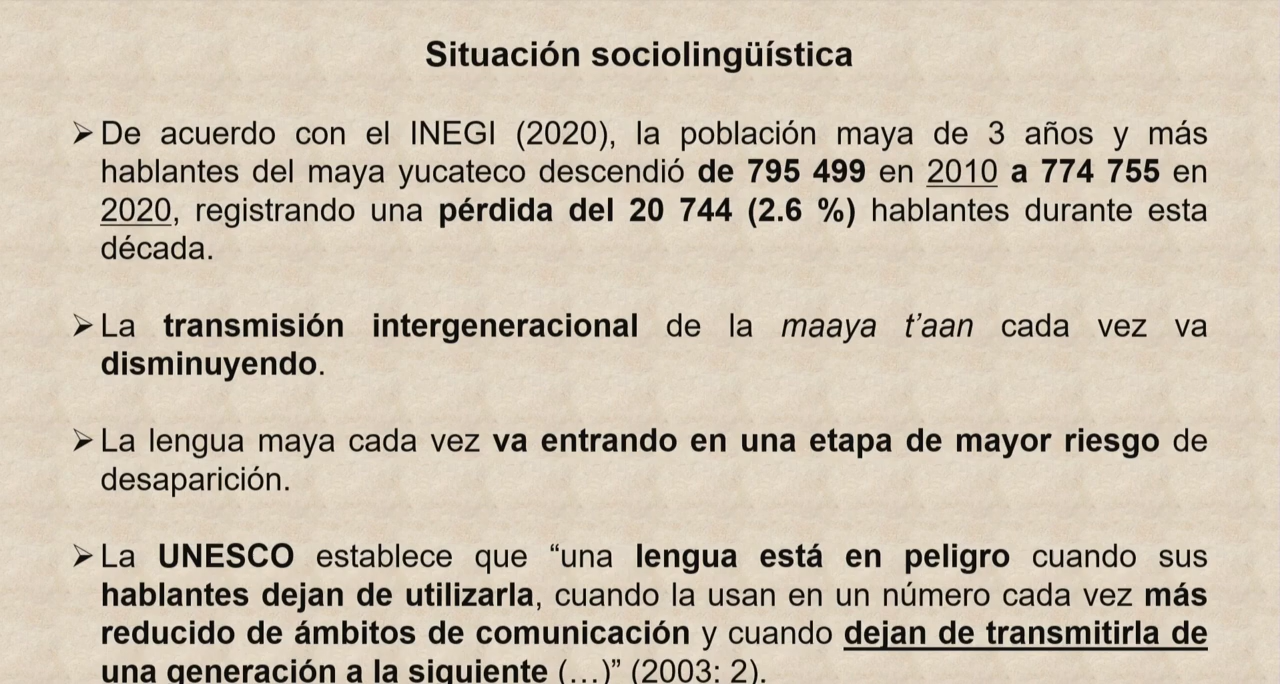 Situación sociolingüística
➢ De acuerdo con el INEGI (2020), la población maya de 3 años y más
hablantes del maya yucateco descendió de 795 499 en 2010 a 774 755 en
2020, registrando una pérdida del 20 744 (2.6 %) hablantes durante esta
década.
➢ La transmisión intergeneracional de la maaya t’aan cada vez va
disminuyendo.
➢ La lengua maya cada vez va entrando en una etapa de mayor riesgo de
desaparición.
➢ La UNESCO establece que “una lengua está en peligro cuando sus
hablantes dejan de utilizarla, cuando la usan en un número cada vez más
reducido de ámbitos de comunicación y cuando dejan de transmitirla de
una generación a la siguiente (…)” (2003: 2).